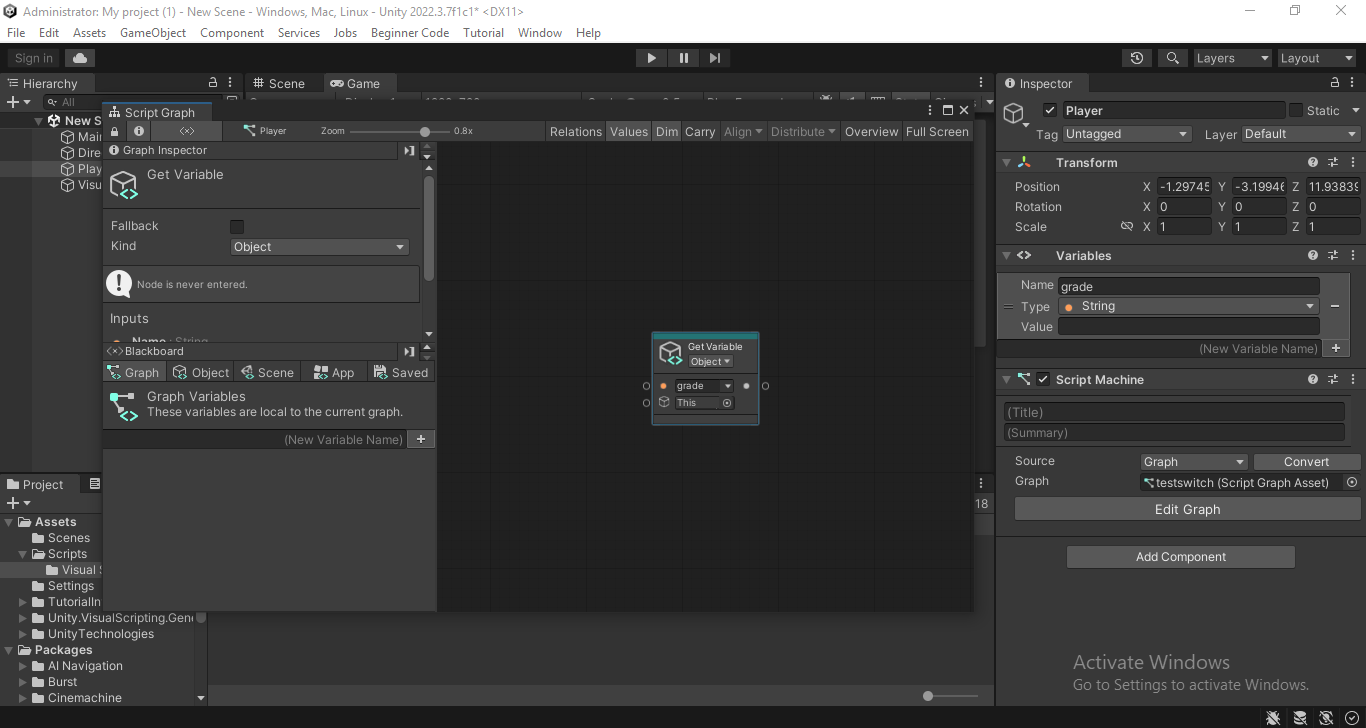 Administrator: My project (1) - New Scene - Windows, Mac, Linux - Unity 2022.3.7f1c1* <DX11>
File Edit Assets GameObject Component Services Jobs Beginner Code Tutorial Window Help
Sign in Layers Layout
Hierarchy Scene Game Inspector
All
Script Graph
Player Static
Tag Untagged Layer Default
Player Zoom 0.8x Relations Values Dim Carry Align Distribute Overview Full Screen
New S
Main
Dire
Play
Visu
Graph Inspector
Get Variable
Fallback
Kind Object
Node is never entered.
Inputs
Name : String
Blackboard
Graph Object Scene App Saved
Graph Variables
These variables are local to the current graph.
(New Variable Name) +
Get Variable
Object
grade
This
Transform
Position X -1.29745 Y -3.19946 Z 11.93839
Rotation X 0 Y 0 Z 0
Scale X 1 Y 1 Z 1
Variables
Name grade
Type String
Value
(New Variable Name) +
Script Machine
(Title)
(Summary)
Source Graph Convert
Graph testswitch (Script Graph Asset)
Edit Graph
Add Component
Project
18
Assets
Scenes
Scripts
Visual S
Settings
TutorialIn
Unity.VisualScripting.Gene
UnityTechnologies
Packages
AI Navigation
Burst
Cinemachine
Activate Windows
Go to Settings to activate Windows.